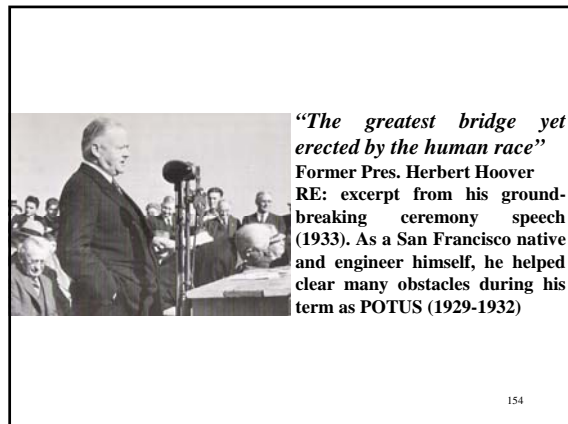 “The greatest bridge yet
erected by the human race”
Former Pres. Herbert Hoover
RE: excerpt from his ground-
breaking ceremony speech
(1933). As a San Francisco native
and engineer himself, he helped
clear many obstacles during his
term as POTUS (1929-1932)
154